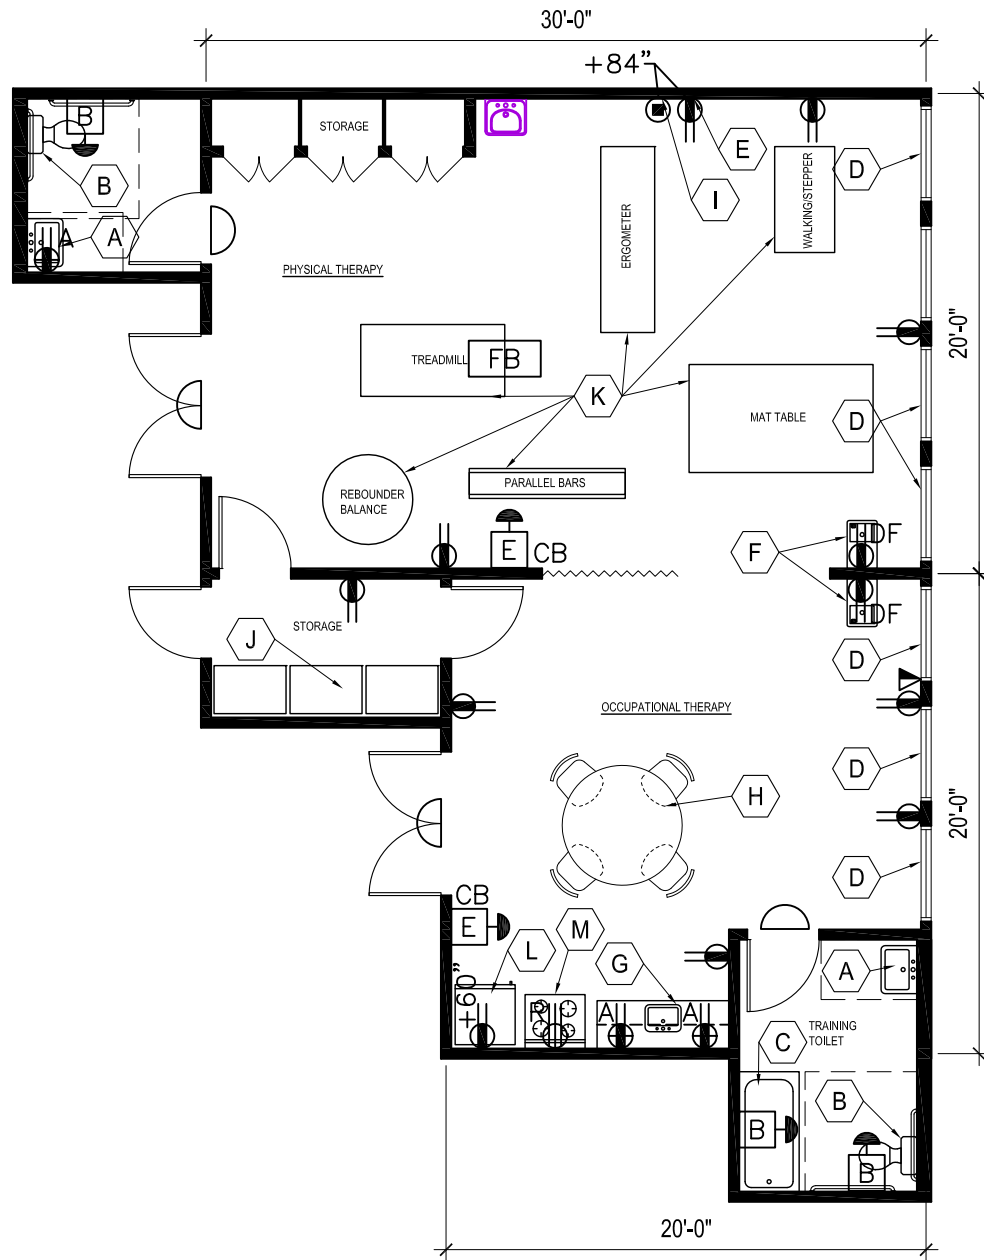 30'-0"
+84"
B
STORAGE
E
D
B
I
WALKING/STEPPER
A
A
ERGOMETER
PHYSICAL THERAPY
20'-0"
TREADMILL
FB
K
MAT TABLE
D
PARALLEL BARS
REBOUNDER
BALANCE
E
CB
F
DF
DF
STORAGE
J
D
OCCUPATIONAL THERAPY
D
H
20'-0"
D
CB
E
M
L
G
A
+60"
R
A
A
TRAINING
TOILET
C
B
B
B
20'-0"